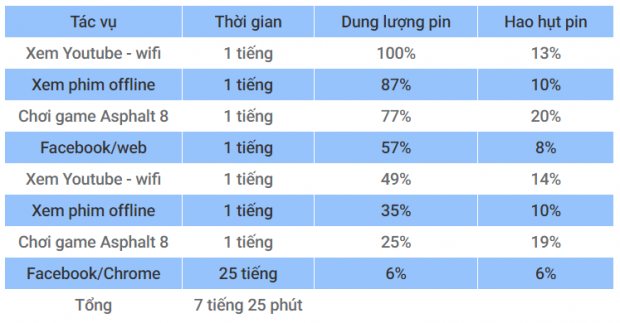 Tác vụ Thời gian Dung lượng pin Hao hụt pin
Xem Youtube - wifi 1 tiếng 100% 13%
Xem phim offline 1 tiếng 87% 10%
Chơi game Asphalt 8 1 tiếng 77% 20%
Facebook/web 1 tiếng 57% 8%
Xem Youtube - wifi 1 tiếng 49% 14%
Xem phim offline 1 tiếng 35% 10%
Chơi game Asphalt 8 1 tiếng 25% 19%
Facebook/Chrome 25 tiếng 6% 6%
Tổng 7 tiếng 25 phút